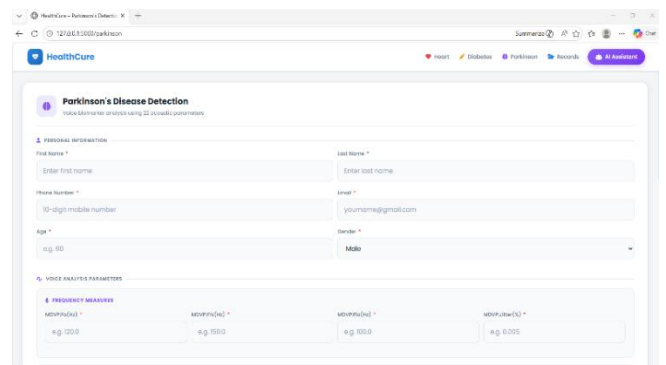 HealthCure – Parkinson's Detectic
127.0.0.1:5000/parkinson
Summarize
Chat
HealthCure
Heart
Diabetes
Parkinson
Records
AI Assistant
Parkinson's Disease Detection
Voice biomarker analysis using 22 acoustic parameters
PERSONAL INFORMATION
First Name *
Last Name *
Enter first name
Enter last name
Phone Number *
Email *
10-digit mobile number
yourname@gmail.com
Age *
Gender *
e.g. 60
Male
VOICE ANALYSIS PARAMETERS
FREQUENCY MEASURES
MDVP:Fo(Hz) *
MDVP:Fhi(Hz) *
MDVP:Flo(Hz) *
MDVP:Jitter(%) *
e.g. 120.0
e.g. 150.0
e.g. 100.0
e.g. 0.005